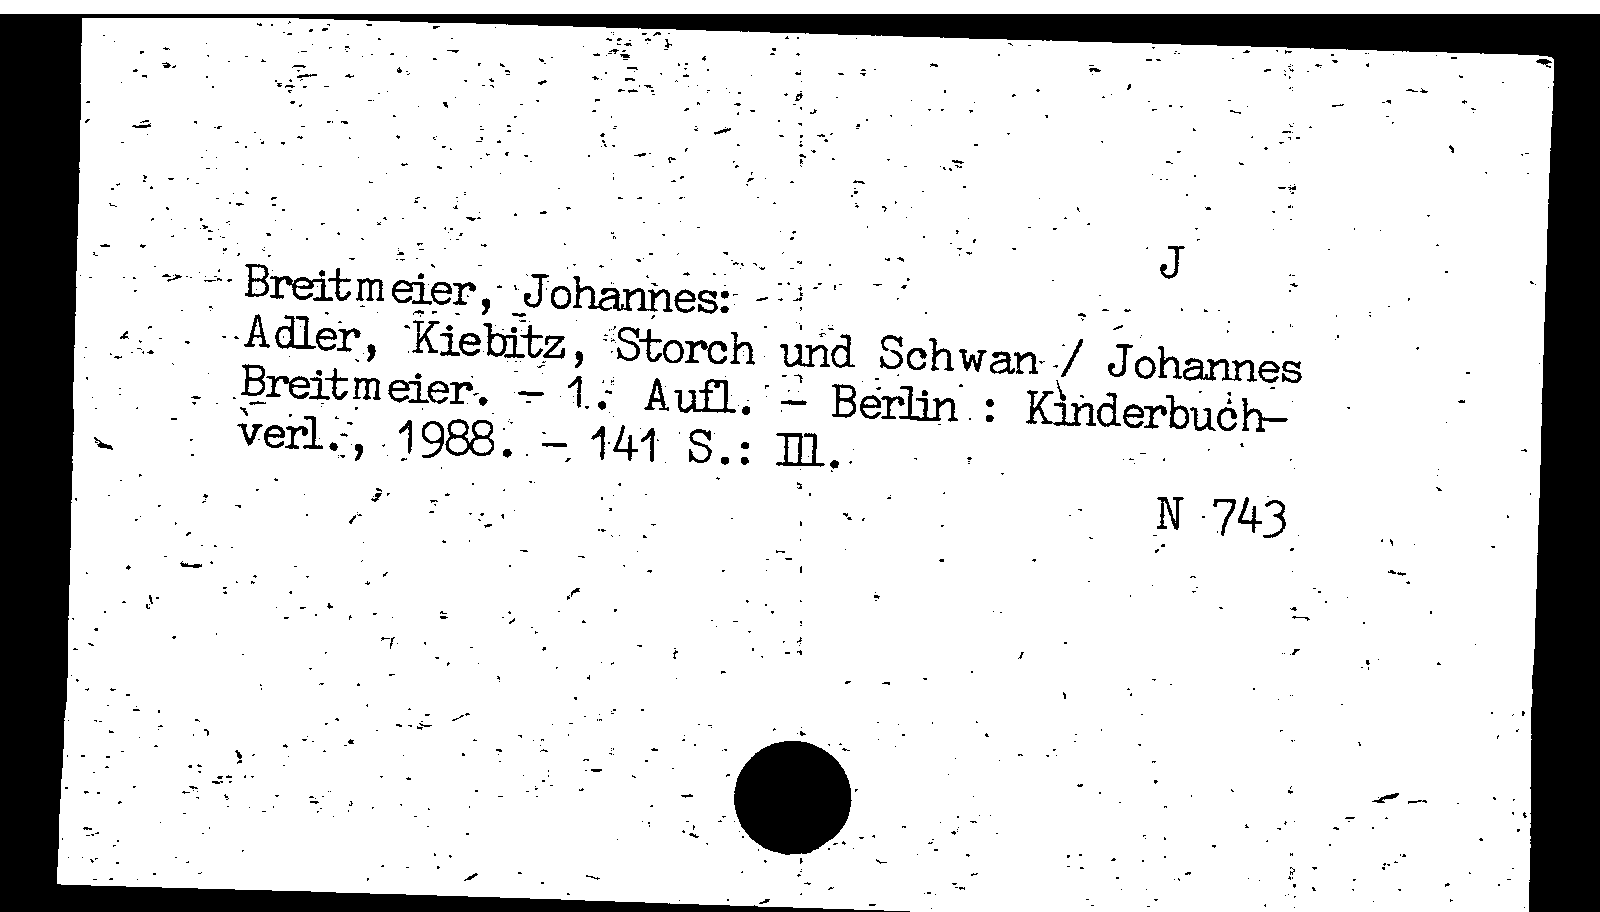 J
Breitmeier, Johannes:
Adler, Kiebitz, Storch und Schwan / Johannes
Breitmeier. - 1. Aufl. - Berlin : Kinderbuch-
verl., 1988. - 141 S.: Ill.
N 743